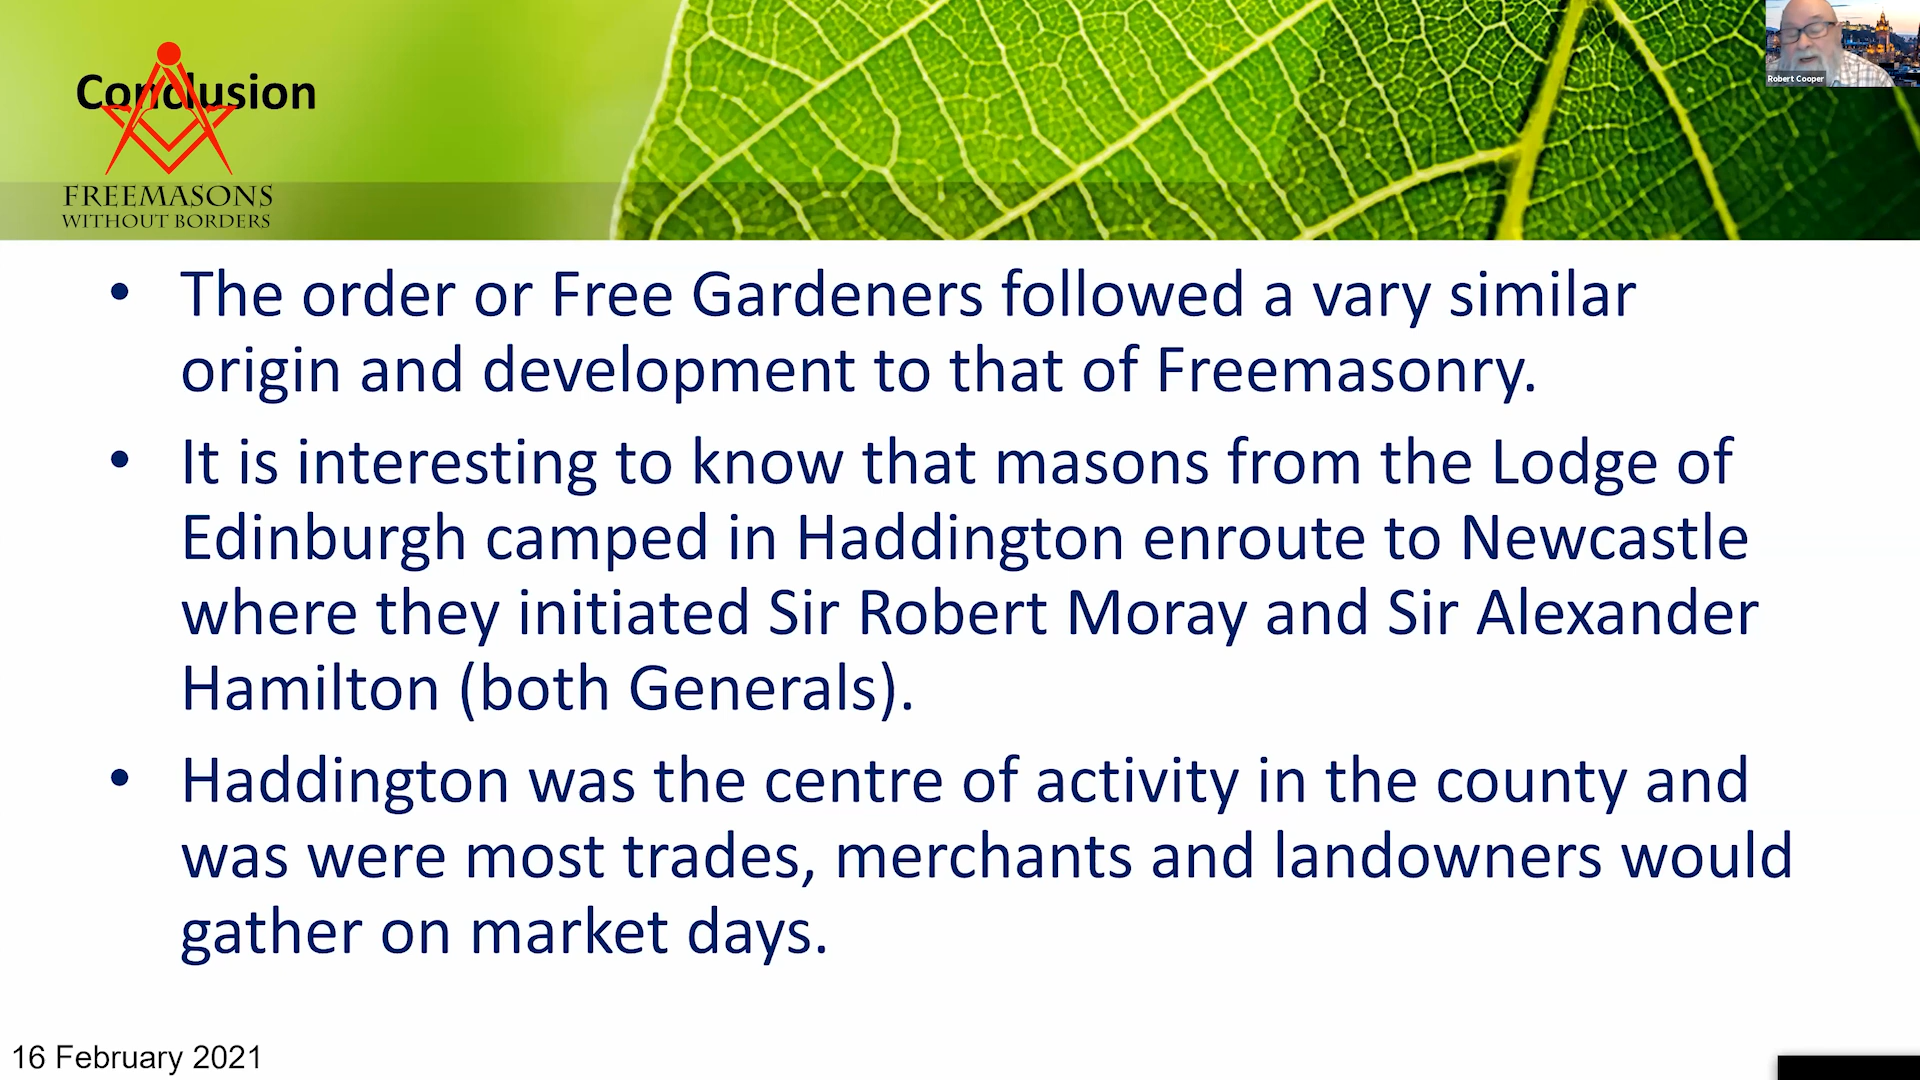 Conclusion
FREEMASONS
WITHOUT BORDERS
Robert Cooper
• The order or Free Gardeners followed a vary similar
origin and development to that of Freemasonry.
• It is interesting to know that masons from the Lodge of
Edinburgh camped in Haddington enroute to Newcastle
where they initiated Sir Robert Moray and Sir Alexander
Hamilton (both Generals).
• Haddington was the centre of activity in the county and
was were most trades, merchants and landowners would
gather on market days.
16 February 2021